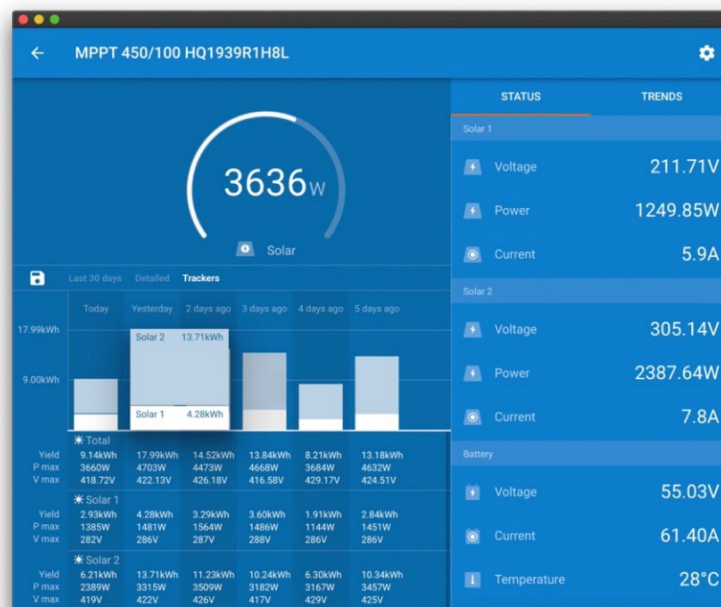 MPPT 450/100 HQ1939R1H8L
3636W
Solar
Last 30 days Detailed Trackers
Today Yesterday 2 days ago 3 days ago 4 days ago 5 days ago
17.99kWh
Solar 2 13.71kWh
9.00kWh
Solar 1 4.28kWh
Total
Yield 9.14kWh 17.99kWh 14.52kWh 13.84kWh 8.21kWh 13.18kWh
P max 3660W 4703W 4473W 4668W 3684W 4632W
V max 418.72V 422.13V 426.18V 416.58V 429.17V 424.51V
Solar 1
Yield 2.93kWh 4.28kWh 3.29kWh 3.60kWh 1.91kWh 2.84kWh
P max 1385W 1481W 1564W 1486W 1144W 1451W
V max 282V 286V 287V 288V 286V 286V
Solar 2
Yield 6.21kWh 13.71kWh 11.23kWh 10.24kWh 6.30kWh 10.34kWh
P max 2389W 3315W 3509W 3182W 3167W 3457W
V max 419V 422V 426V 417V 429V 425V
STATUS TRENDS
Solar 1
Voltage 211.71V
Power 1249.85W
Current 5.9A
Solar 2
Voltage 305.14V
Power 2387.64W
Current 7.8A
Battery
Voltage 55.03V
Current 61.40A
Temperature 28°C